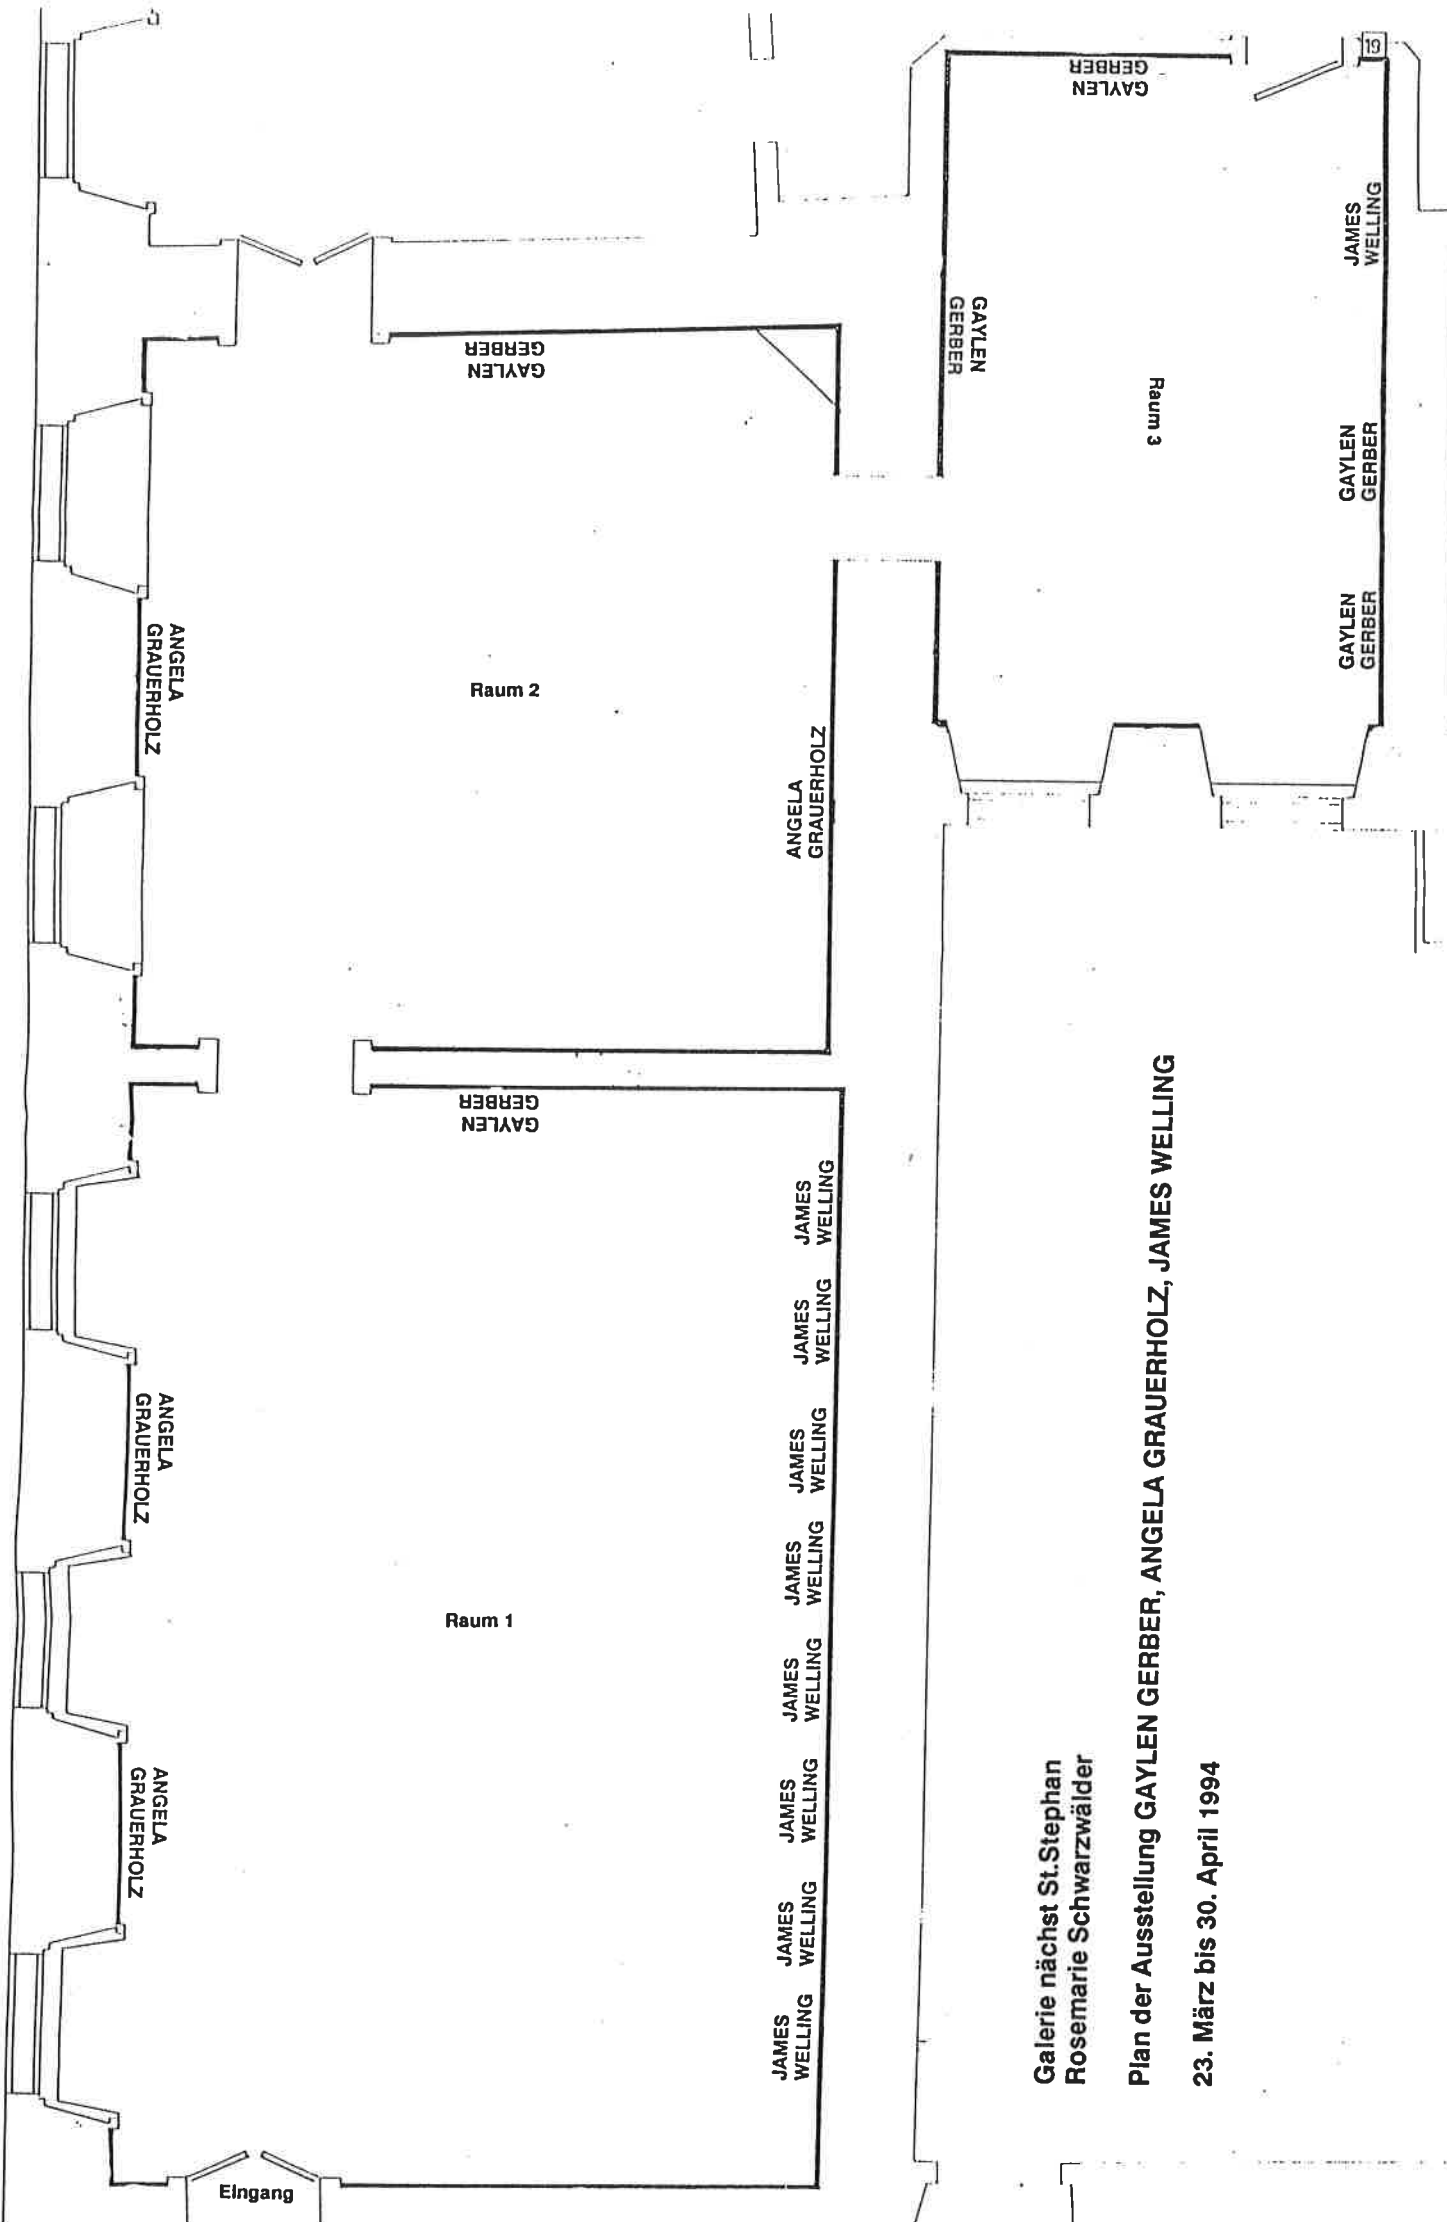 19
GAYLEN
GERBER
JAMES
WELLING
GAYLEN
GERBER
GAYLEN
GERBER
Raum 3
GAYLEN
GERBER
GAYLEN
GERBER
ANGELA
GRAUERHOLZ
Raum 2
ANGELA
GRAUERHOLZ
GAYLEN
GERBER
JAMES
WELLING
JAMES
WELLING
JAMES
WELLING
JAMES
WELLING
JAMES
WELLING
JAMES
WELLING
JAMES
WELLING
JAMES
WELLING
ANGELA
GRAUERHOLZ
Raum 1
ANGELA
GRAUERHOLZ
Eingang
Galerie nächst St.Stephan
Rosemarie Schwarzwälder
Plan der Ausstellung GAYLEN GERBER, ANGELA GRAUERHOLZ, JAMES WELLING
23. März bis 30. April 1994